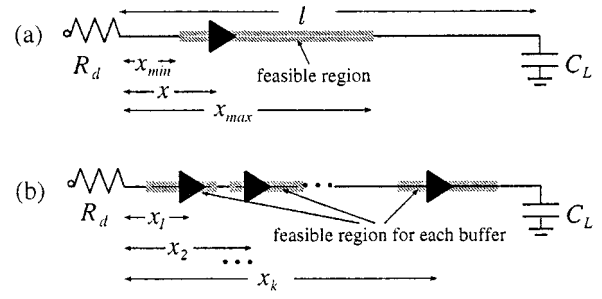 l
(a)
R_d
x_min
feasible region
C_L
x
x_max
(b)
R_d
x_1
feasible region for each buffer
C_L
x_2
x_k